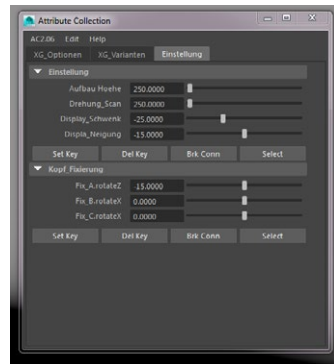 Attribute Collection
AC2.06 Edit Help
XG_Optionen XG_Varianten Einstellung
Einstellung
Aufbau Hoehe 250.0000
Drehung_Scan 250.0000
Display_Schwenk -25.0000
Displa_Neigung -15.0000
Set Key Del Key Brk Conn Select
Kopf_Fixierung
Fix_A.rotateZ -15.0000
Fix_B.rotateX 0.0000
Fix_C.rotateX 0.0000
Set Key Del Key Brk Conn Select